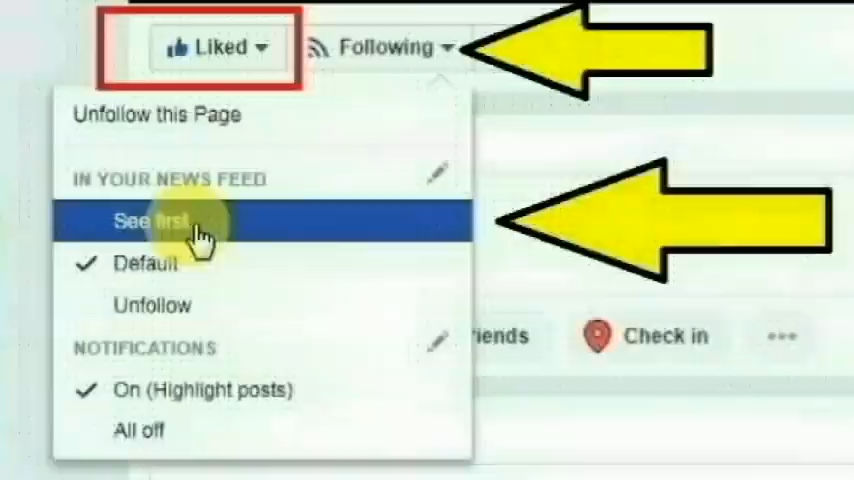 Liked Following
Unfollow this Page
IN YOUR NEWS FEED
See first
Default
Unfollow
NOTIFICATIONS
Check in
On (Highlight posts)
All off